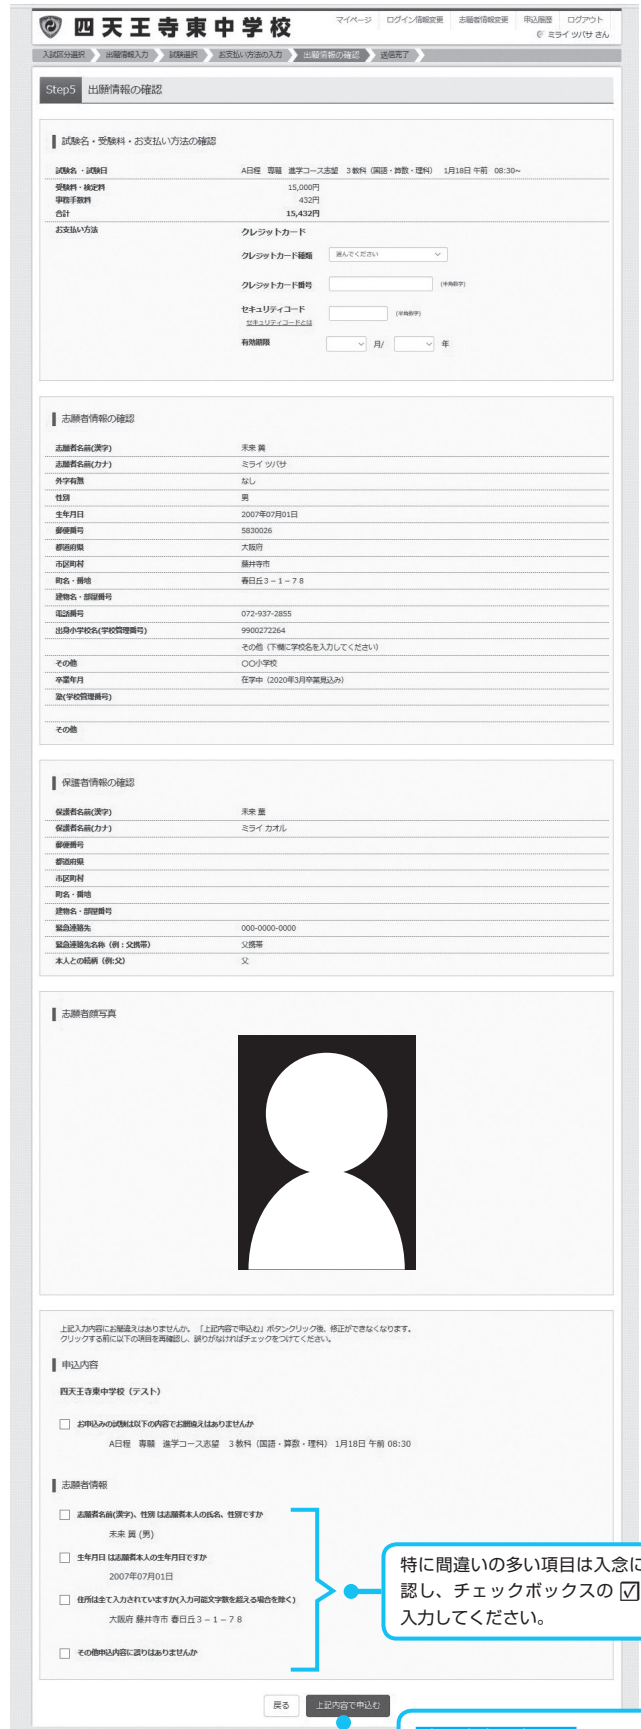 四天王寺東中学校
マイページ ログイン情報変更 志願者情報変更 申込履歴 ログアウト
ミライ ツバサ さん
入試区分選択 出願情報入力 試験選択 お支払い方法の入力 出願情報の確認 送信完了
Step5 出願情報の確認
試験名・受験料・お支払い方法の確認
試験名・試験日 A日程 専願 進学コース志望 3教科（国語・算数・理科） 1月18日 午前 08:30~
受験料・検定料 15,000円
事務手数料 432円
合計 15,432円
お支払い方法 クレジットカード
クレジットカード種類 選んでください
クレジットカード番号 (半角数字)
セキュリティコード (半角数字)
セキュリティコードとは
有効期限 月/ 年
志願者情報の確認
志願者名前(漢字) 未来 翼
志願者名前(カナ) ミライ ツバサ
外字有無 なし
性別 男
生年月日 2007年07月01日
郵便番号 5830026
都道府県 大阪府
市区町村 藤井寺市
町名・番地 春日丘３－１－７８
建物名・部屋番号
電話番号 072-937-2855
出身小学校名(学校管理番号) 9900272264
その他（下欄に学校名を入力してください）
その他 〇〇小学校
卒業年月 在学中（2020年3月卒業見込み）
塾(学校管理番号)
その他
保護者情報の確認
保護者名前(漢字) 未来 薫
保護者名前(カナ) ミライ カオル
郵便番号
都道府県
市区町村
町名・番地
建物名・部屋番号
緊急連絡先 000-0000-0000
緊急連絡先名称（例：父携帯） 父携帯
本人との続柄（例:父） 父
志願者顔写真
上記入力内容にお間違えはありませんか。「上記内容で申込む」ボタンクリック後、修正ができなくなります。
クリックする前に以下の項目を再確認し、誤りがなければチェックをつけてください。
申込内容
四天王寺東中学校（テスト）
お申込みの試験は以下の内容でお間違えはありませんか
A日程 専願 進学コース志望 3教科（国語・算数・理科） 1月18日 午前 08:30
志願者情報
志願者名前(漢字)、性別 は志願者本人の氏名、性別ですか
未来 翼 (男)
生年月日 は志願者本人の生年月日ですか
2007年07月01日
住所は全て入力されていますか(入力可能文字数を超える場合を除く)
大阪府 藤井寺市 春日丘３－１－７８
その他申込内容に誤りはありませんか
特に間違いの多い項目は入念に
認し、チェックボックスの ☑
入力してください。
戻る 上記内容で申込む